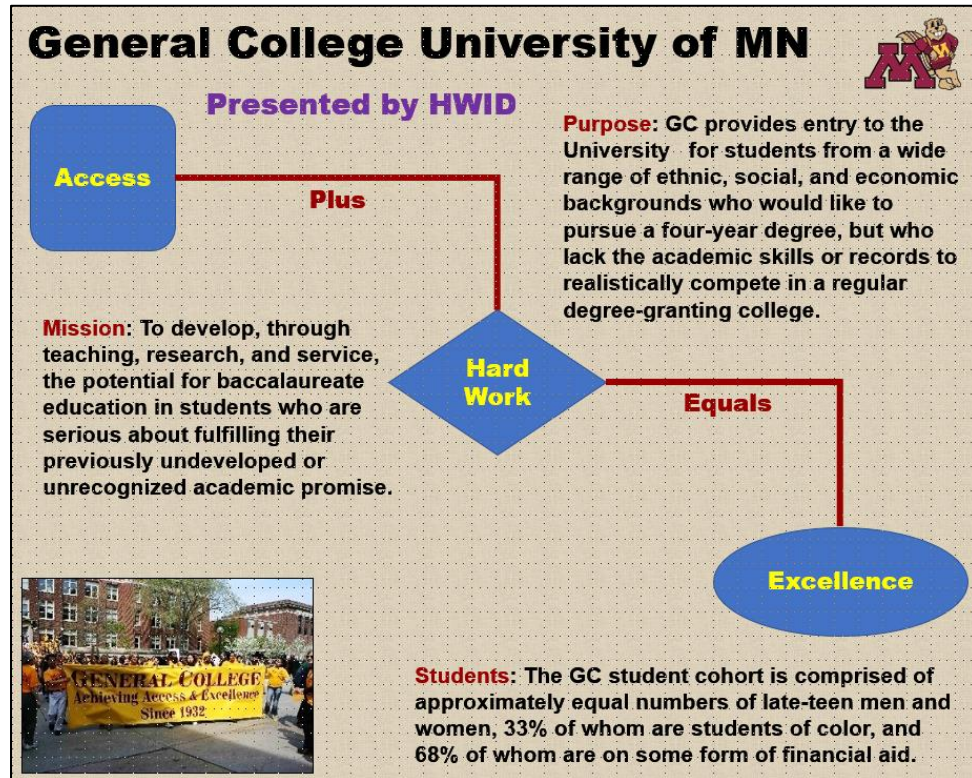 General College University of MN
Presented by HWID
Access
Plus
Purpose: GC provides entry to the
University for students from a wide
range of ethnic, social, and economic
backgrounds who would like to
pursue a four-year degree, but who
lack the academic skills or records to
realistically compete in a regular
degree-granting college.
Mission: To develop, through
teaching, research, and service,
the potential for baccalaureate
education in students who are
serious about fulfilling their
previously undeveloped or
unrecognized academic promise.
Hard
Work
Equals
Excellence
GENERAL COLLEGE
Achieving Access & Excellence
Since 1932
Students: The GC student cohort is comprised of
approximately equal numbers of late-teen men and
women, 33% of whom are students of color, and
68% of whom are on some form of financial aid.